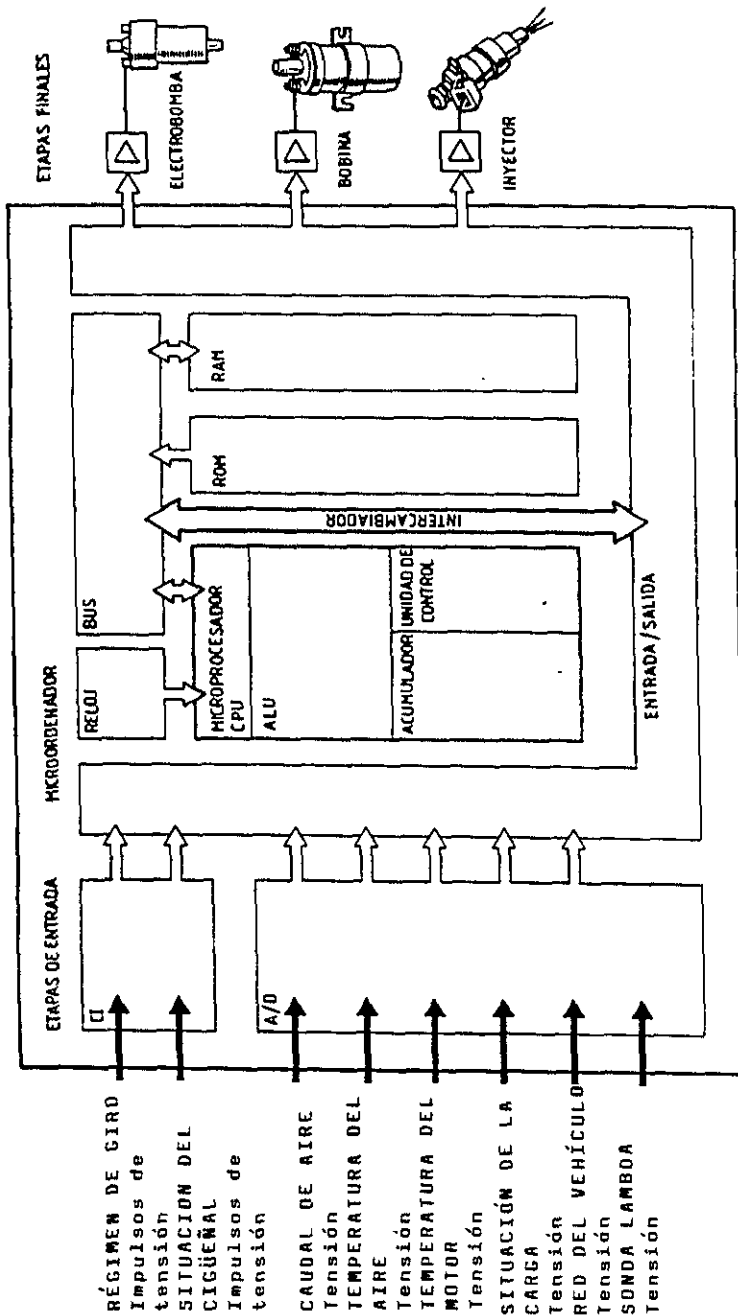 ETAPAS DE ENTRADA
MICROORDENADOR
ETAPAS FINALES
RÉGIMEN DE GIRO
Impulsos de
tensión
SITUACION DEL
CIGÜEÑAL
Impulsos de
tensión
CAUDAL DE AIRE
Tensión
TEMPERATURA DEL
AIRE
Tensión
TEMPERATURA DEL
MOTOR
Tensión
SITUACIÓN DE LA
CARGA
Tensión
RED DEL VEHÍCULO
Tensión
SONDA LAMBOA
Tensión
CI
A/D
RELOJ
BUS
MICROPROCESADOR
CPU
ALU
ACUMULADOR
UNIDAD DE
CONTROL
INTERCAMBIADOR
ROM
RAM
ENTRADA/SALIDA
ELECTROBOMBA
BOBINA
INYECTOR